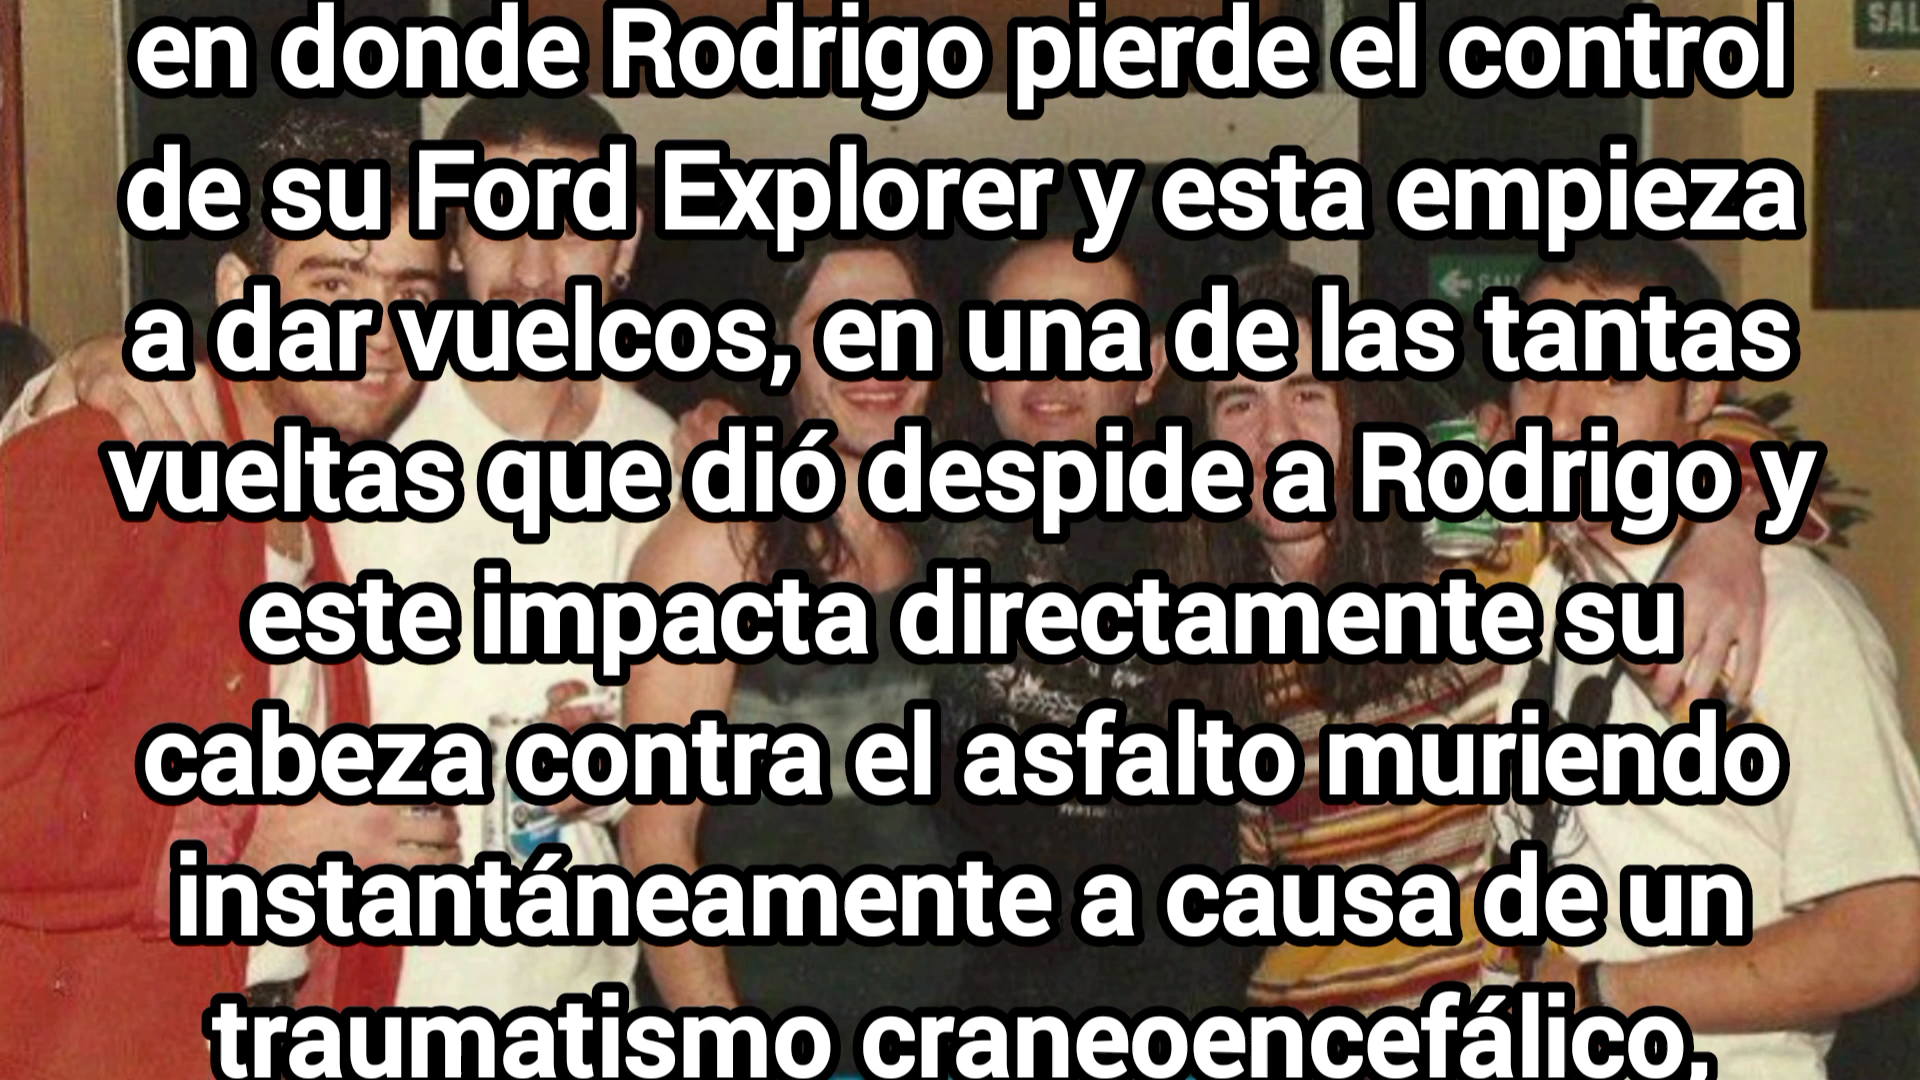 en donde Rodrigo pierde el control
de su Ford Explorer y esta empieza
a dar vuelcos, en una de las tantas
vueltas que dió despide a Rodrigo y
este impacta directamente su
cabeza contra el asfalto muriendo
instantáneamente a causa de un
traumatismo craneoencefálico,